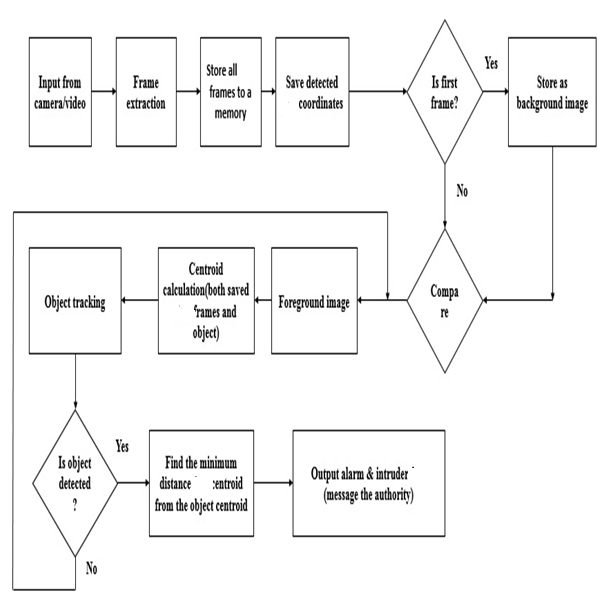 Input from
camera/video
Frame
extraction
Store all
frames to a
memory
Save detected
coordinates
Is first
frame?
Yes
Store as
background image
No
Compa
re
Foreground image
Centroid
calculation(both saved
frames and
object)
Object tracking
Is object
detected
?
Yes
No
Find the minimum
distance centroid
from the object centroid
Output alarm & intruder
(message the authority)